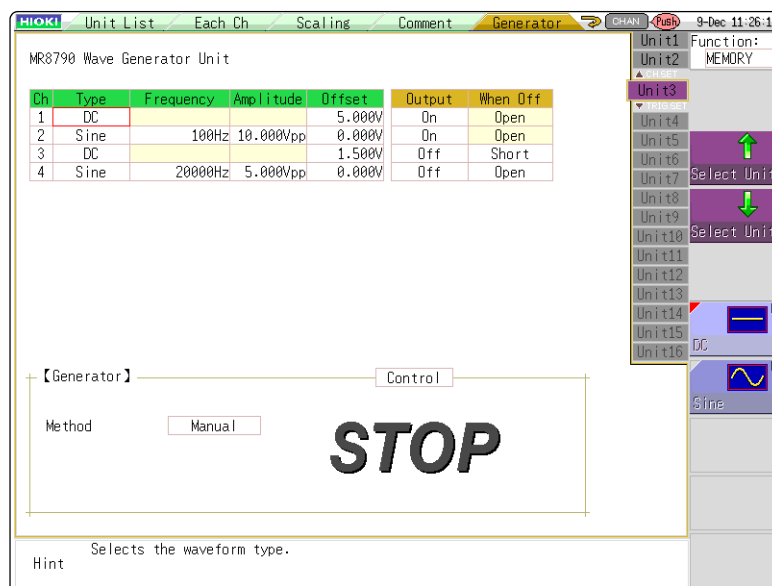 HIOKI Unit List Each Ch Scaling Comment Generator CHAN Push 9-Dec 11:26:1
MR8790 Wave Generator Unit
Ch Type Frequency Amplitude Offset Output When Off
1 DC 5.000V On Open
2 Sine 100Hz 10.000Vpp 0.000V On Open
3 DC 1.500V Off Short
4 Sine 20000Hz 5.000Vpp 0.000V Off Open
Unit1
Unit2
▲CH.SET
Unit3
▼TRIG.SET
Unit4
Unit5
Unit6
Unit7
Unit8
Unit9
Unit10
Unit11
Unit12
Unit13
Unit14
Unit15
Unit16
Function:
MEMORY
Select Uni
Select Uni
DC
Sine
【Generator】 Control
Method Manual STOP
Selects the waveform type.
Hint